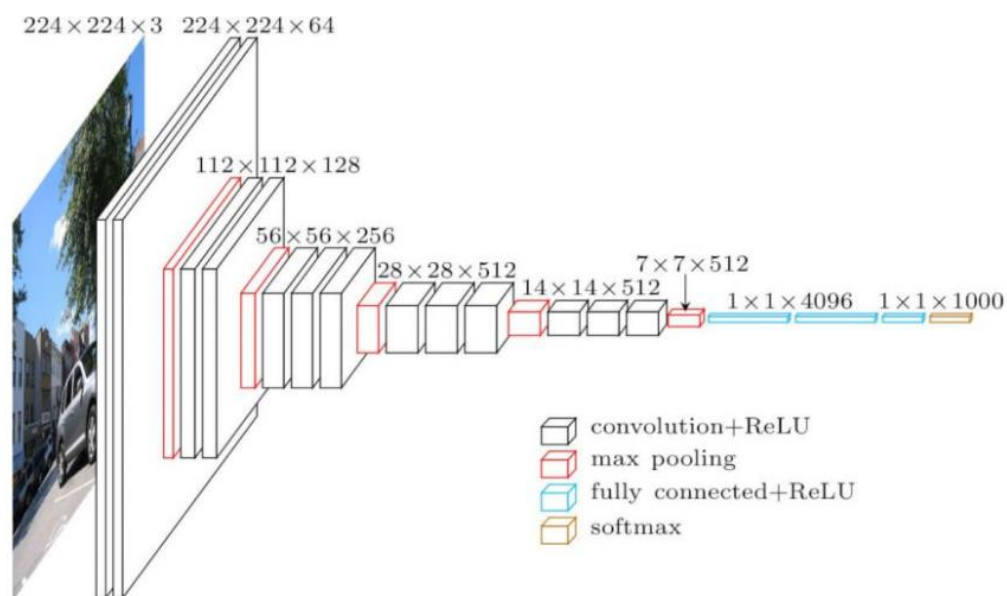 224×224×3
224×224×64
112×112×128
56×56×256
28×28×512
14×14×512
7×7×512
1×1×4096
1×1×1000
convolution+ReLU
max pooling
fully connected+ReLU
softmax